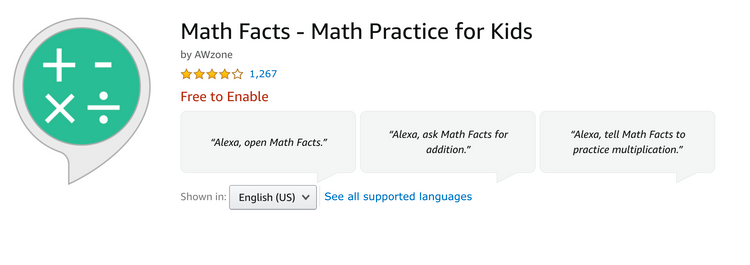 Math Facts - Math Practice for Kids
by AWzone
1,267
Free to Enable
“Alexa, open Math Facts.”
“Alexa, ask Math Facts for
addition.”
“Alexa, tell Math Facts to
practice multiplication.”
Shown in: English (US) See all supported languages